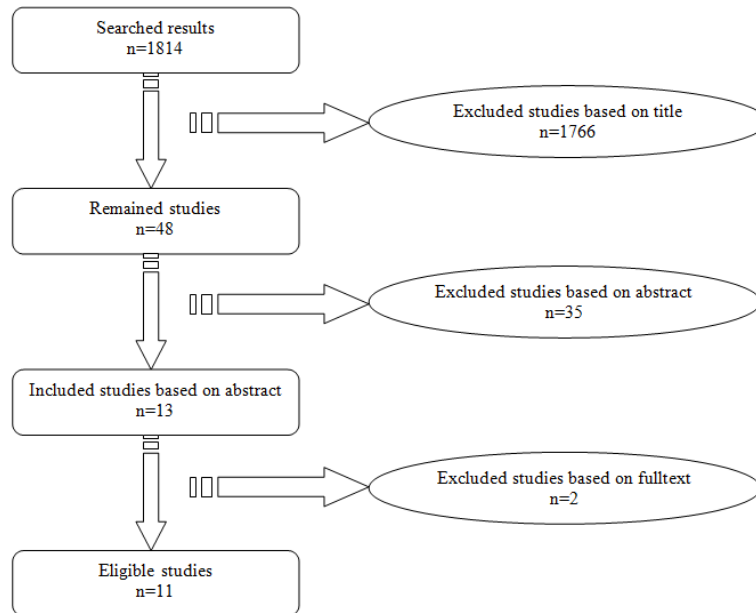 Searched results
n=1814
Excluded studies based on title
n=1766
Remained studies
n=48
Excluded studies based on abstract
n=35
Included studies based on abstract
n=13
Excluded studies based on fulltext
n=2
Eligible studies
n=11